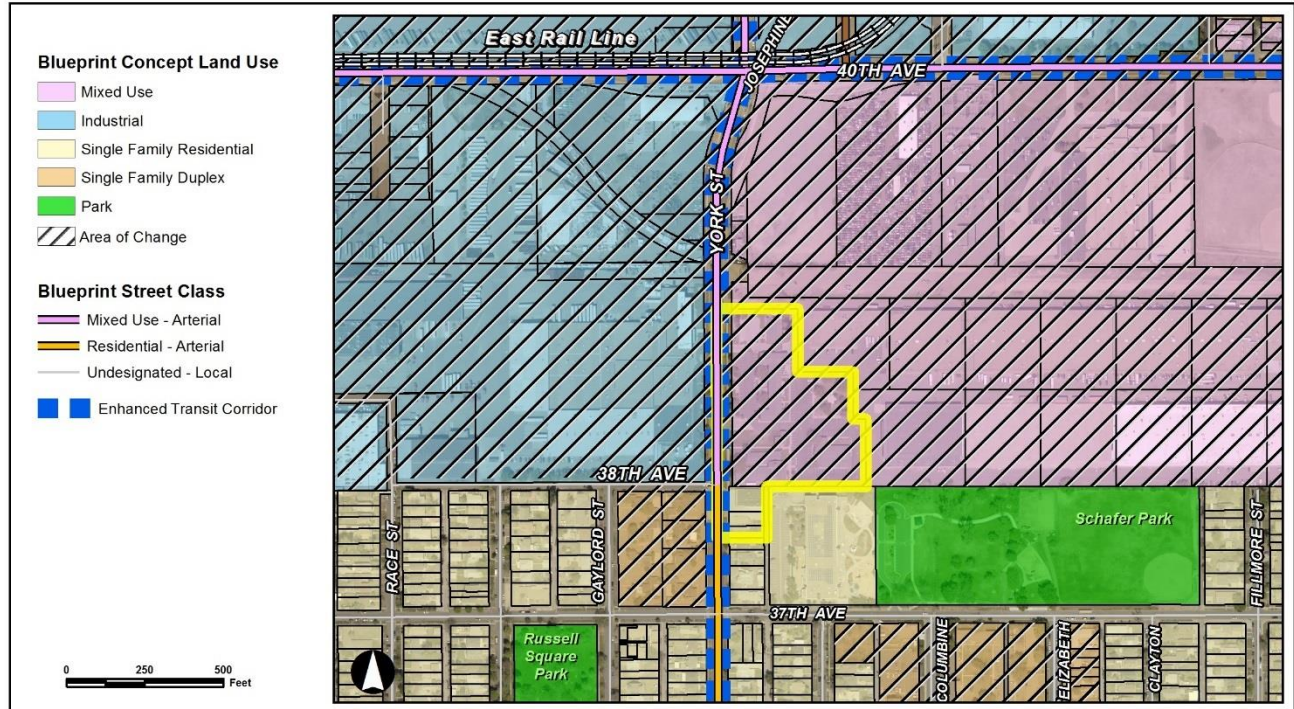 Blueprint Concept Land Use
Mixed Use
Industrial
Single Family Residential
Single Family Duplex
Park
Area of Change
Blueprint Street Class
Mixed Use - Arterial
Residential - Arterial
Undesignated - Local
Enhanced Transit Corridor
0 250 500
Feet
East Rail Line
JOSEPHINE
40TH AVE
YORK ST
38TH AVE
RACE ST
GAYLORD ST
Schafer Park
FILLMORE ST
37TH AVE
Russell
Square
Park
COLUMBINE
ELIZABETH
CLAYTON